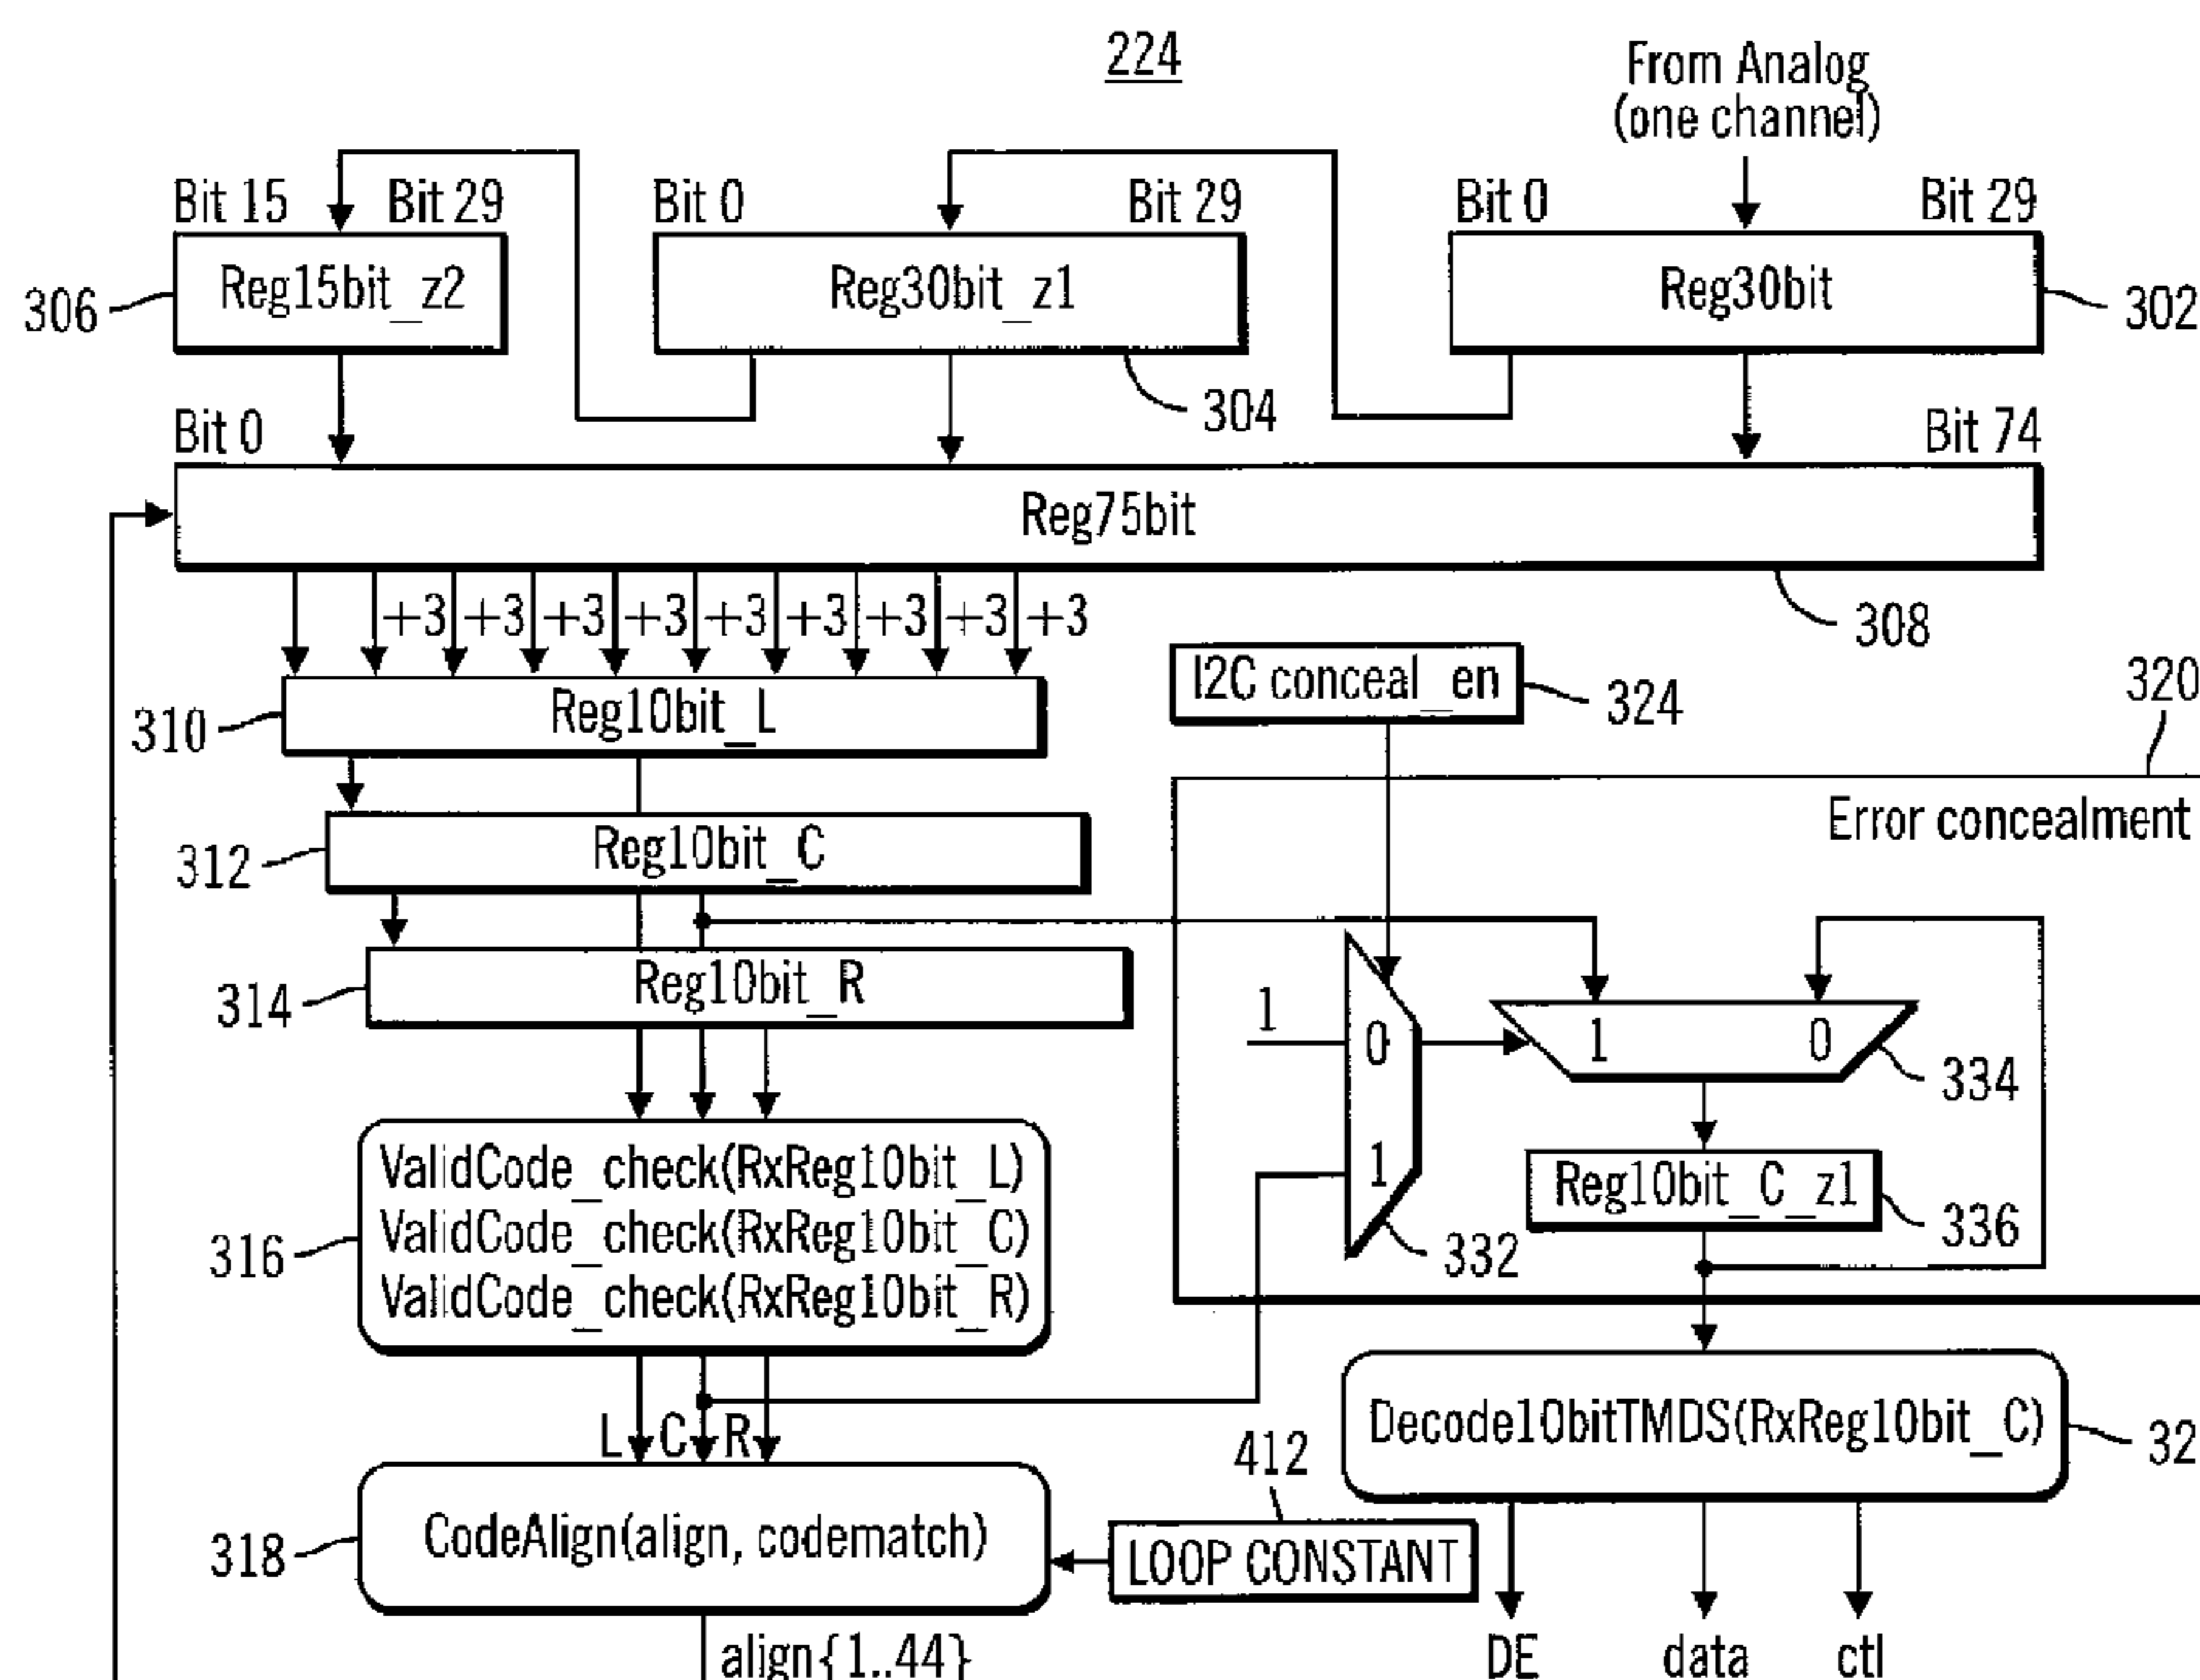 224
From Analog
(one channel)
Bit 15 Bit 29 Bit 0 Bit 29 Bit 0 Bit 29
Reg15bit_z2 Reg30bit_z1 Reg30bit
306 302
304
Bit 0 Bit 74
Reg75bit
+3 +3 +3 +3 +3 +3 +3 +3 +3
308
I2C conceal_en
324
320
310
Reg10bit_L
Error concealment
312
Reg10bit_C
314
Reg10bit_R
1 0 1 0
334
1
ValidCode_check(RxReg10bit_L)
ValidCode_check(RxReg10bit_C)
ValidCode_check(RxReg10bit_R)
316
Reg10bit_C_z1
336
332
L C R
412
Decode10bitTMDS(RxReg10bit_C)
32
318
CodeAlign(align, codematch)
LOOP CONSTANT
align{1..44}
DE data ctl